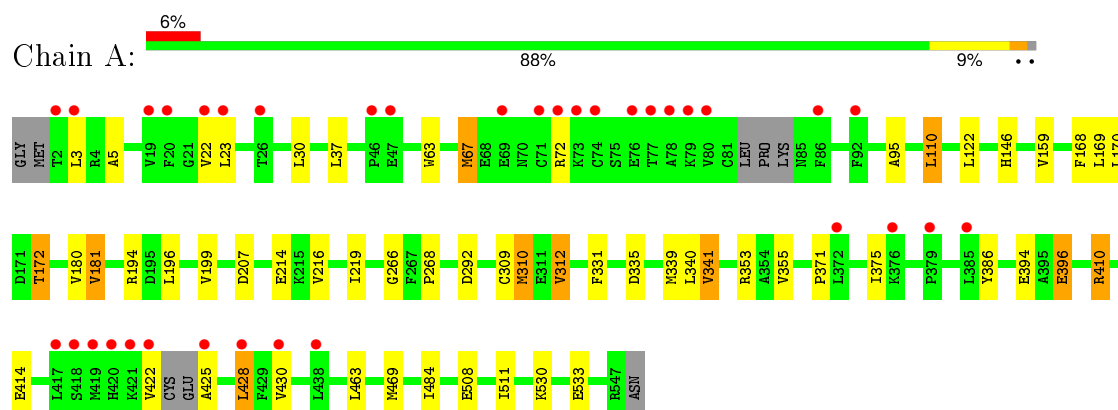 6%
Chain A:
88%
9%
• •
GLY MET T2 L3 R4 A5 V19 F20 G21 V22 L23 T26 L30 L37 P46 E47 W63 M67 E68 E69 N70 G71 R72 K73 C74 S75 E76 T77 A78 K79 V80 G81 LEU PRO LYS N85 F86 F92 A95 L110 L122 H146 V159 F168 L169 L170
D171 T172 V180 V181 R194 D195 L196 V199 D207 E214 K215 V216 I219 G266 F267 P268 D292 C309 M310 E311 V312 F331 D335 M339 L340 V341 R353 A354 V355 P371 L372 I375 K376 P379 L385 Y386 E394 A395 E396 R410
E414 L417 S418 M419 H420 K421 V422 CYS GLU A425 L428 F429 V430 L438 L463 M469 I484 E508 I511 K530 E533 R547 ASN